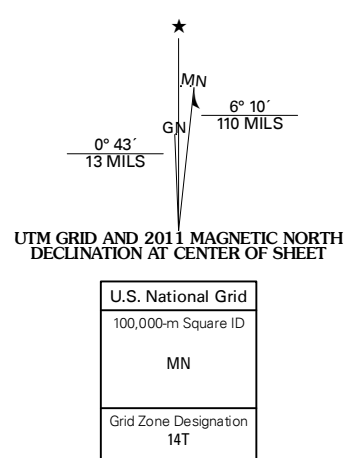 ★
MN
GN
6° 10´
110 MILS
0° 43´
13 MILS
UTM GRID AND 2011 MAGNETIC NORTH
DECLINATION AT CENTER OF SHEET
U.S. National Grid
100,000-m Square ID
MN
Grid Zone Designation
14T